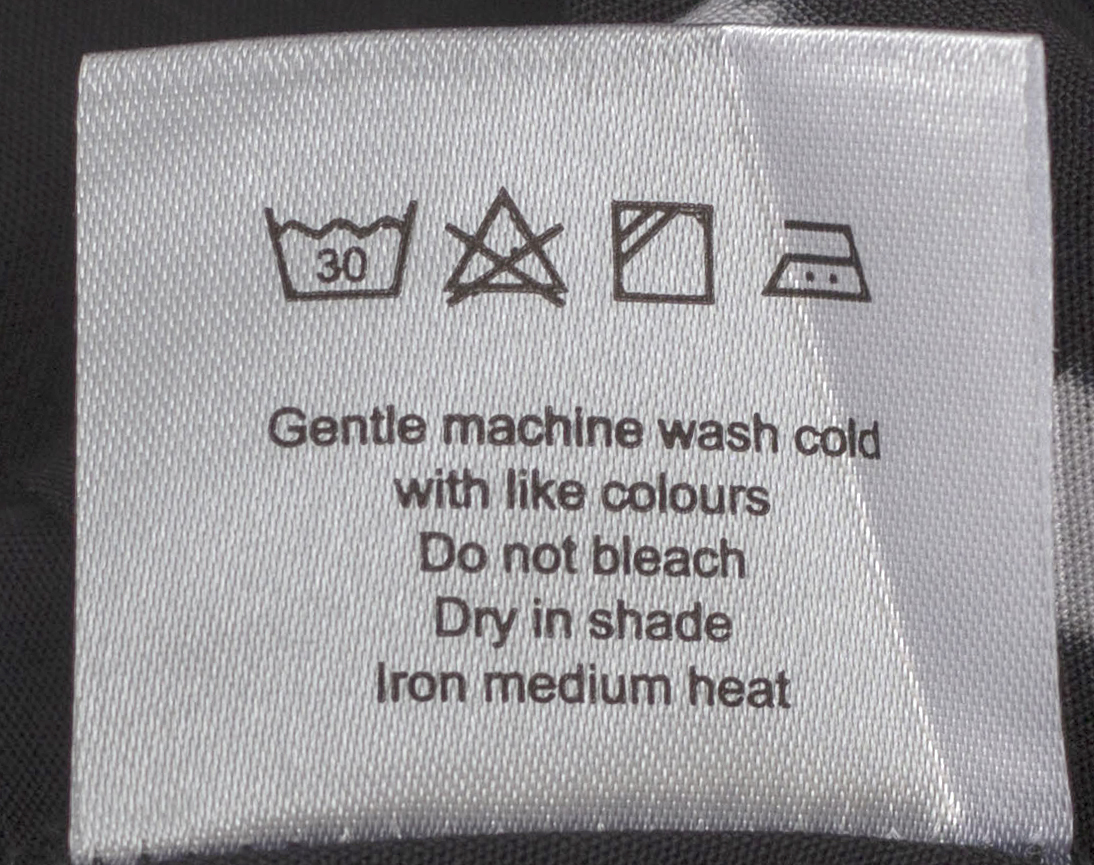 30
Gentle machine wash cold
with like colours
Do not bleach
Dry in shade
Iron medium heat